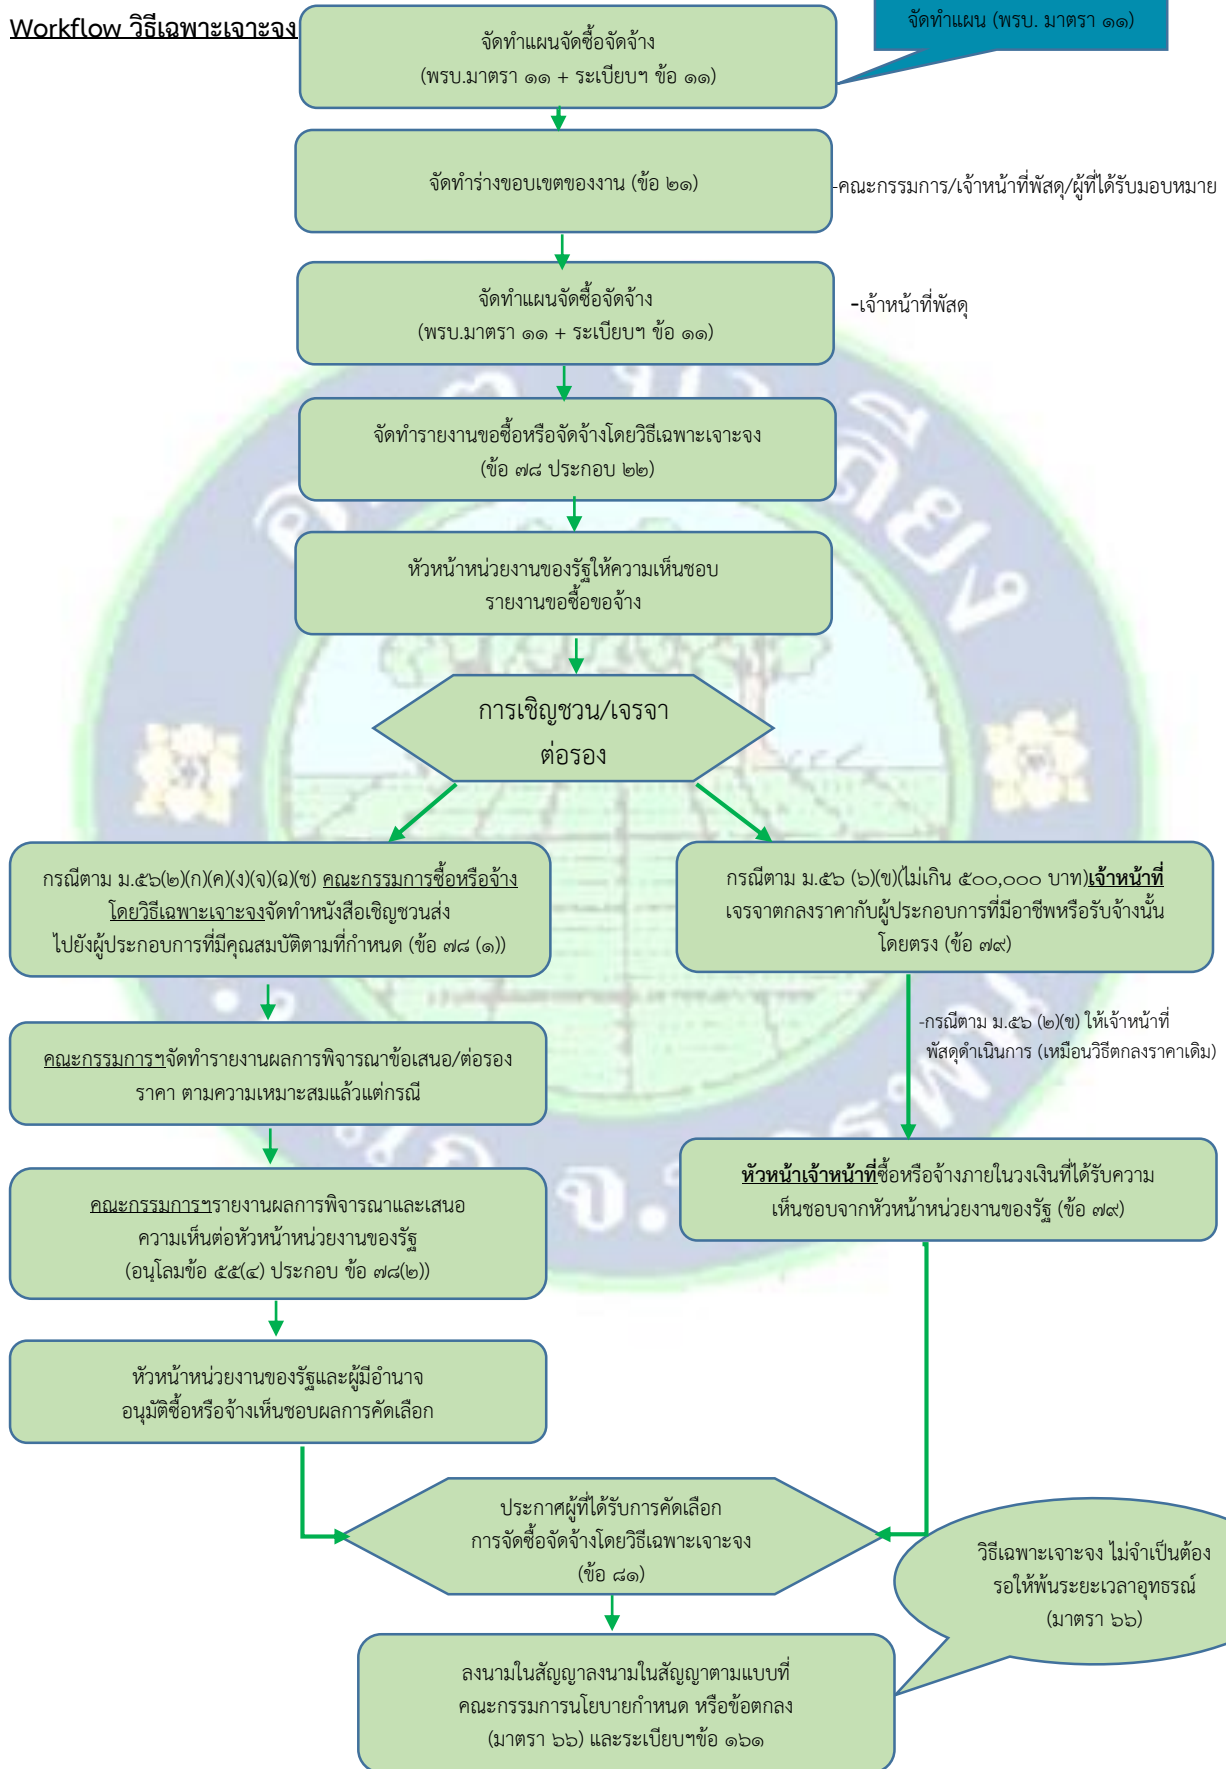 Workflow วิธีเฉพาะเจาะจง
จัดทำแผน (พรบ. มาตรา ๑๑)
จัดทำแผนจัดซื้อจัดจ้าง
(พรบ.มาตรา ๑๑ + ระเบียบฯ ข้อ ๑๑)
จัดทำร่างขอบเขตของงาน (ข้อ ๒๑)
-คณะกรรมการ/เจ้าหน้าที่พัสดุ/ผู้ที่ได้รับมอบหมาย
จัดทำแผนจัดซื้อจัดจ้าง
(พรบ.มาตรา ๑๑ + ระเบียบฯ ข้อ ๑๑)
-เจ้าหน้าที่พัสดุ
จัดทำรายงานขอซื้อหรือจัดจ้างโดยวิธีเฉพาะเจาะจง
(ข้อ ๗๘ ประกอบ ๒๒)
หัวหน้าหน่วยงานของรัฐให้ความเห็นชอบ
รายงานขอซื้อขอจ้าง
การเชิญชวน/เจรจา
ต่อรอง
กรณีตาม ม.๕๖(๒)(ก)(ค)(ง)(จ)(ฉ)(ช) คณะกรรมการซื้อหรือจ้าง
โดยวิธีเฉพาะเจาะจงจัดทำหนังสือเชิญชวนส่ง
ไปยังผู้ประกอบการที่มีคุณสมบัติตามที่กำหนด (ข้อ ๗๘ (๑))
กรณีตาม ม.๕๖ (๖)(ข)(ไม่เกิน ๕๐๐,๐๐๐ บาท)เจ้าหน้าที่
เจรจาตกลงราคากับผู้ประกอบการที่มีอาชีพหรือรับจ้างนั้น
โดยตรง (ข้อ ๗๙)
-กรณีตาม ม.๕๖ (๒)(ข) ให้เจ้าหน้าที่
พัสดุดำเนินการ (เหมือนวิธีตกลงราคาเดิม)
คณะกรรมการฯจัดทำรายงานผลการพิจารณาข้อเสนอ/ต่อรอง
ราคา ตามความเหมาะสมแล้วแต่กรณี
คณะกรรมการฯรายงานผลการพิจารณาและเสนอ
ความเห็นต่อหัวหน้าหน่วยงานของรัฐ
(อนุโลมข้อ ๕๕(๔) ประกอบ ข้อ ๗๘(๒))
หัวหน้าเจ้าหน้าที่ซื้อหรือจ้างภายในวงเงินที่ได้รับความ
เห็นชอบจากหัวหน้าหน่วยงานของรัฐ (ข้อ ๗๙)
หัวหน้าหน่วยงานของรัฐและผู้มีอำนาจ
อนุมัติซื้อหรือจ้างเห็นชอบผลการคัดเลือก
ประกาศผู้ที่ได้รับการคัดเลือก
การจัดซื้อจัดจ้างโดยวิธีเฉพาะเจาะจง
(ข้อ ๘๑)
วิธีเฉพาะเจาะจง ไม่จำเป็นต้อง
รอให้พ้นระยะเวลาอุทธรณ์
(มาตรา ๖๖)
ลงนามในสัญญาลงนามในสัญญาตามแบบที่
คณะกรรมการนโยบายกำหนด หรือข้อตกลง
(มาตรา ๖๖) และระเบียบฯข้อ ๑๖๑